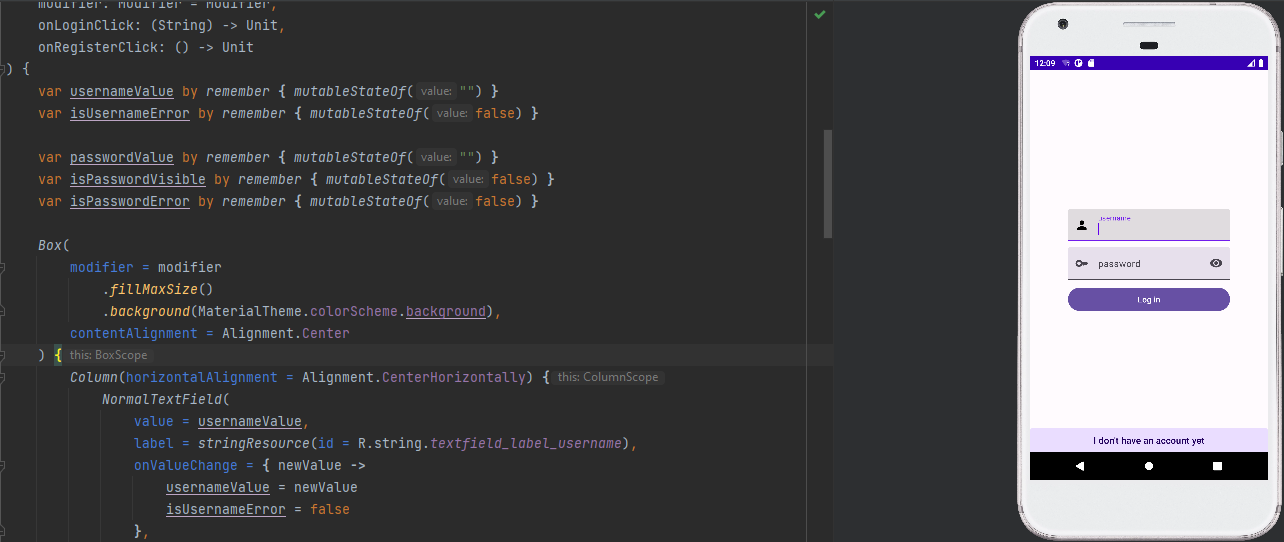 modifier: Modifier = Modifier,
onLoginClick: (String) -> Unit,
onRegisterClick: () -> Unit
) {
var usernameValue by remember { mutableStateOf( value: "") }
var isUsernameError by remember { mutableStateOf( value: false) }
var passwordValue by remember { mutableStateOf( value: "") }
var isPasswordVisible by remember { mutableStateOf( value: false) }
var isPasswordError by remember { mutableStateOf( value: false) }
Box(
modifier = modifier
.fillMaxSize()
.background(MaterialTheme.colorScheme.background),
contentAlignment = Alignment.Center
) { this: BoxScope
Column(horizontalAlignment = Alignment.CenterHorizontally) { this: ColumnScope
NormalTextField(
value = usernameValue,
label = stringResource(id = R.string.textfield_label_username),
onValueChange = { newValue ->
usernameValue = newValue
isUsernameError = false
},
12:09
username
password
Log in
I don't have an account yet